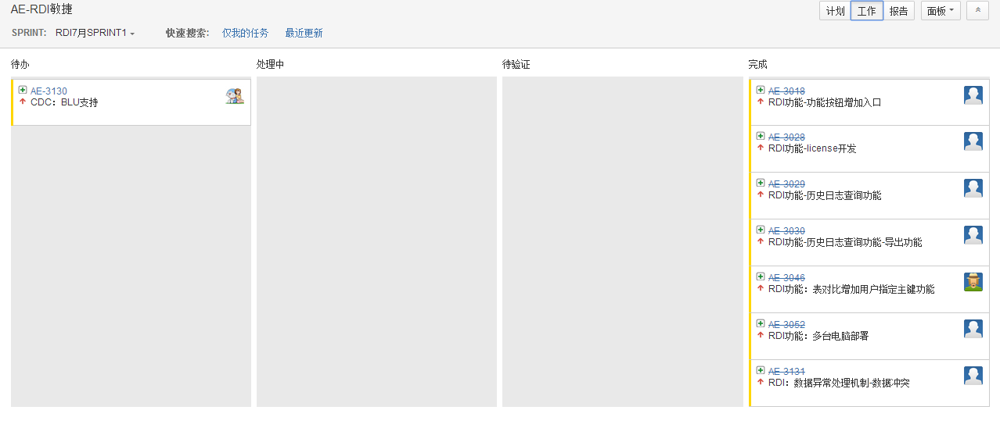 AE-RDI敏捷
计划 工作 报告 面板
SPRINT: RDI7月SPRINT1 快速搜索: 仅我的任务 最近更新
待办 处理中 待验证 完成
AE-3130
CDC：BLU支持
AE-3018
RDI功能-功能按钮增加入口
AE-3028
RDI功能-license开发
AE-3029
RDI功能-历史日志查询功能
AE-3030
RDI功能-历史日志查询功能-导出功能
AE-3046
RDI功能：表对比增加用户指定主键功能
AE-3052
RDI功能：多台电脑部署
AE-3131
RDI：数据异常处理机制-数据冲突